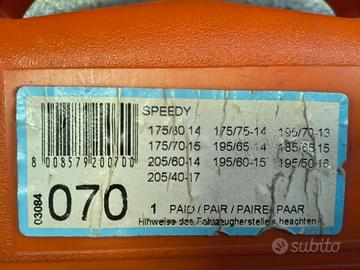 SPEEDY
175/80-14 175/75-14 195/70-13
175/70-15 195/65 14 185/65-15
205/60-14 195/60-15 195/50-16
205/40-17
8 008579 200700
03084
070
1 PAIO / PAIR / PAIRE / PAAR
Hinweise des Fahrzeugherstellers beachten!
subito